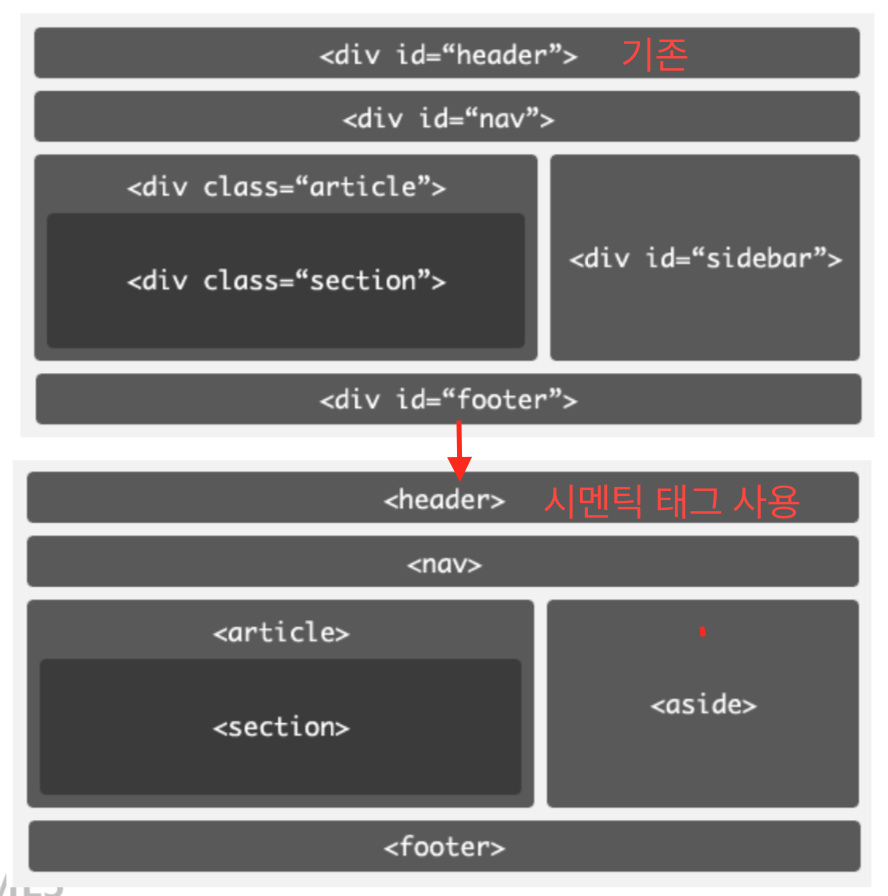 <div id=“header”> 기존
<div id=“nav”>
<div class=“article”>
<div class=“section”>
<div id=“sidebar”>
<div id=“footer”>
<header> 시멘틱 태그 사용
<nav>
<article>
<section>
<aside>
<footer>